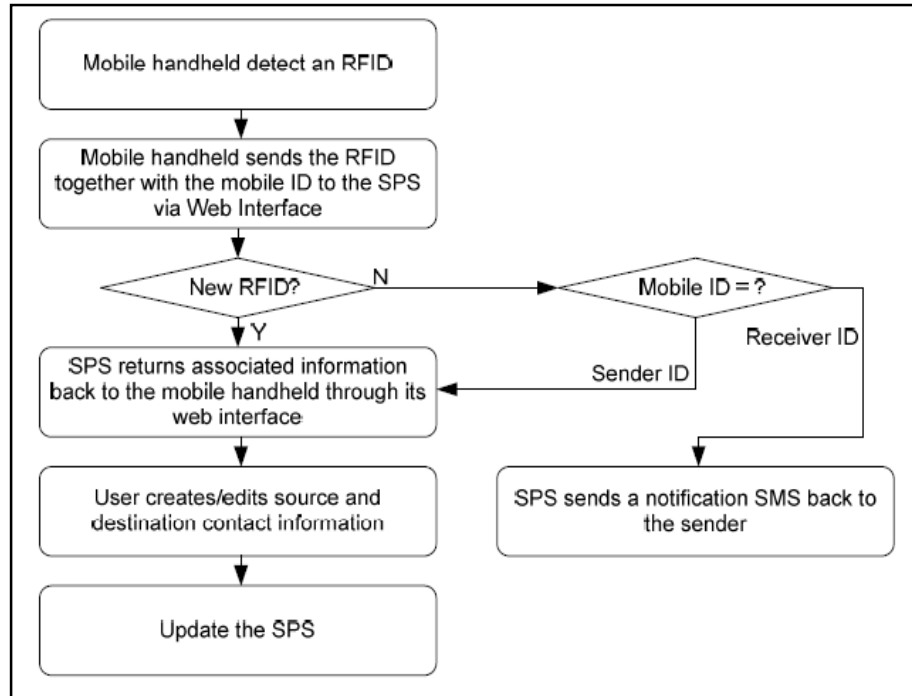 Mobile handheld detect an RFID
Mobile handheld sends the RFID
together with the mobile ID to the SPS
via Web Interface
New RFID?
N
Mobile ID = ?
Y
Receiver ID
SPS returns associated information
back to the mobile handheld through its
web interface
Sender ID
User creates/edits source and
destination contact information
SPS sends a notification SMS back to
the sender
Update the SPS